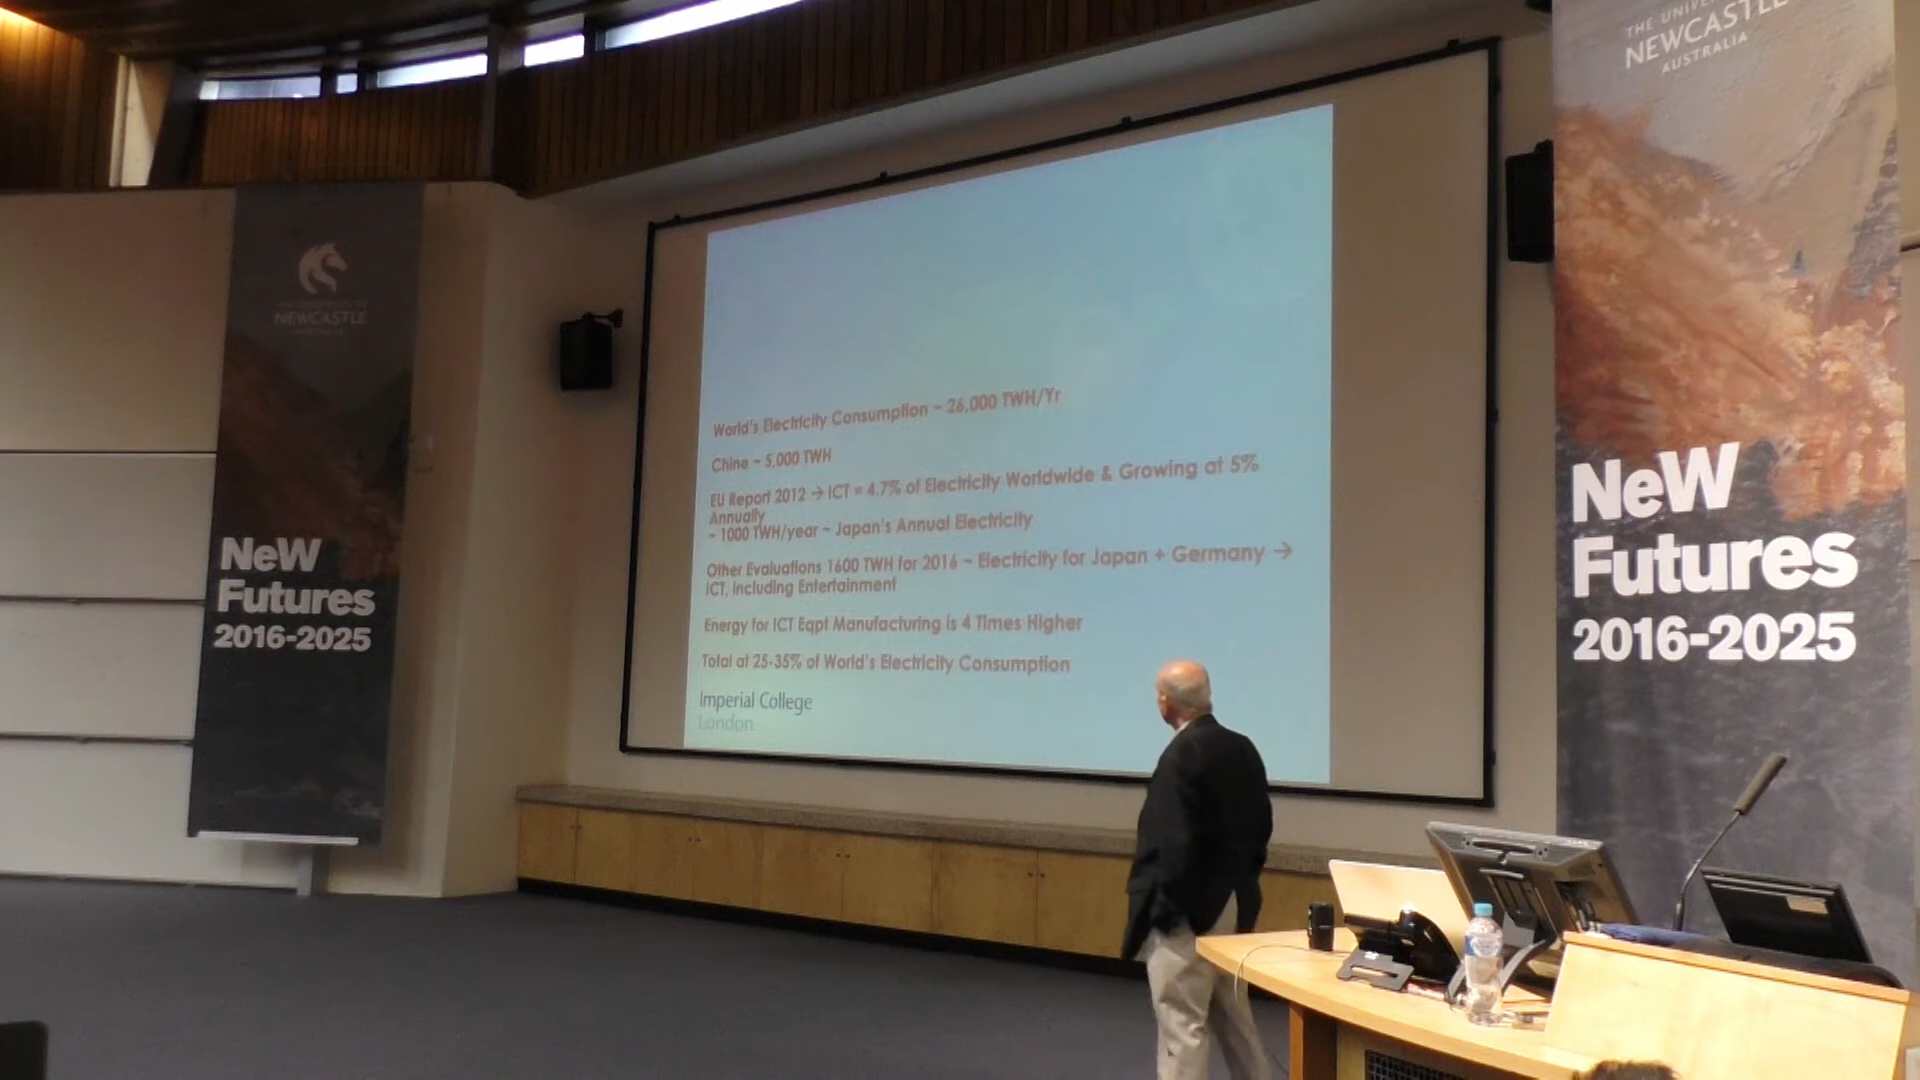 THE UNIVERSITY OF
NEWCASTLE
AUSTRALIA
NeW
Futures
2016-2025
World's Electricity Consumption ~ 26,000 TWH/Yr
Chine ~ 5,000 TWH
EU Report 2012 → ICT = 4.7% of Electricity Worldwide & Growing at 5%
Annually
~ 1000 TWH/year ~ Japan's Annual Electricity
Other Evaluations 1600 TWH for 2016 ~ Electricity for Japan + Germany →
ICT, Including Entertainment
Energy for ICT Eqpt Manufacturing is 4 Times Higher
Total at 25-35% of World's Electricity Consumption
Imperial College
London
THE
NEWCASTLE
AUSTRALIA
NeW
Futures
2016-2025